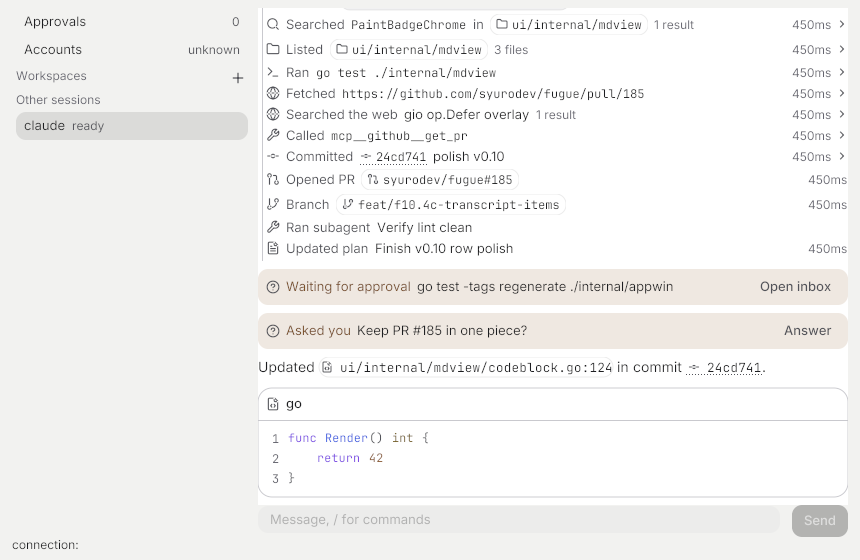 Approvals 0
Accounts unknown
Workspaces +
Other sessions
claude ready
Searched PaintBadgeChrome in ui/internal/mdview 1 result 450ms
Listed ui/internal/mdview 3 files 450ms
Ran go test ./internal/mdview 450ms
Fetched https://github.com/syurodev/fugue/pull/185 450ms
Searched the web gio op.Defer overlay 1 result 450ms
Called mcp__github__get_pr 450ms
Committed 24cd741 polish v0.10 450ms
Opened PR syurodev/fugue#185 450ms
Branch feat/f10.4c-transcript-items 450ms
Ran subagent Verify lint clean
Updated plan Finish v0.10 row polish 450ms
Waiting for approval go test -tags regenerate ./internal/appwin Open inbox
Asked you Keep PR #185 in one piece? Answer
Updated ui/internal/mdview/codeblock.go:124 in commit 24cd741.
go
1 func Render() int {
2 return 42
3 }
Message, / for commands Send
connection: